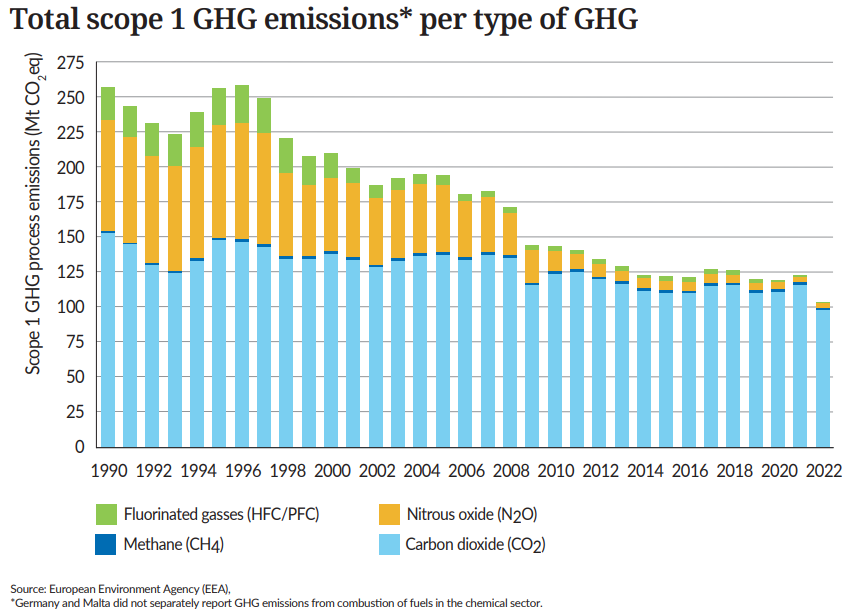 Total scope 1 GHG emissions* per type of GHG
Scope 1 GHG process emissions (Mt CO2eq)
275
250
225
200
175
150
125
100
75
50
25
0
1990 1992 1994 1996 1998 2000 2002 2004 2006 2008 2010 2012 2014 2016 2018 2020 2022
Fluorinated gasses (HFC/PFC) Nitrous oxide (N2O)
Methane (CH4) Carbon dioxide (CO2)
Source: European Environment Agency (EEA),
*Germany and Malta did not separately report GHG emissions from combustion of fuels in the chemical sector.